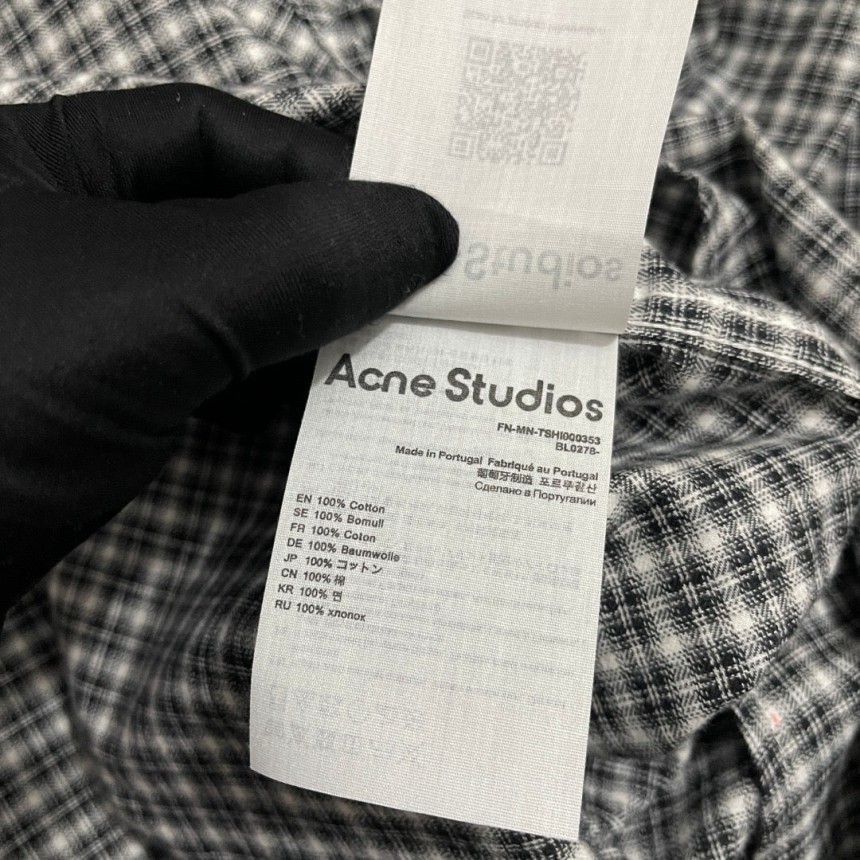 Studios
Acne Studios
FN-MN-TSHI000353
BL0278-
Made in Portugal Fabriqué au Portugal
葡萄牙制造 포르투갈산
Сделано в Португалии
EN 100% Cotton
SE 100% Bomull
FR 100% Coton
DE 100% Baumwolle
JP 100% コットン
CN 100% 棉
KR 100% 면
RU 100% хлопок